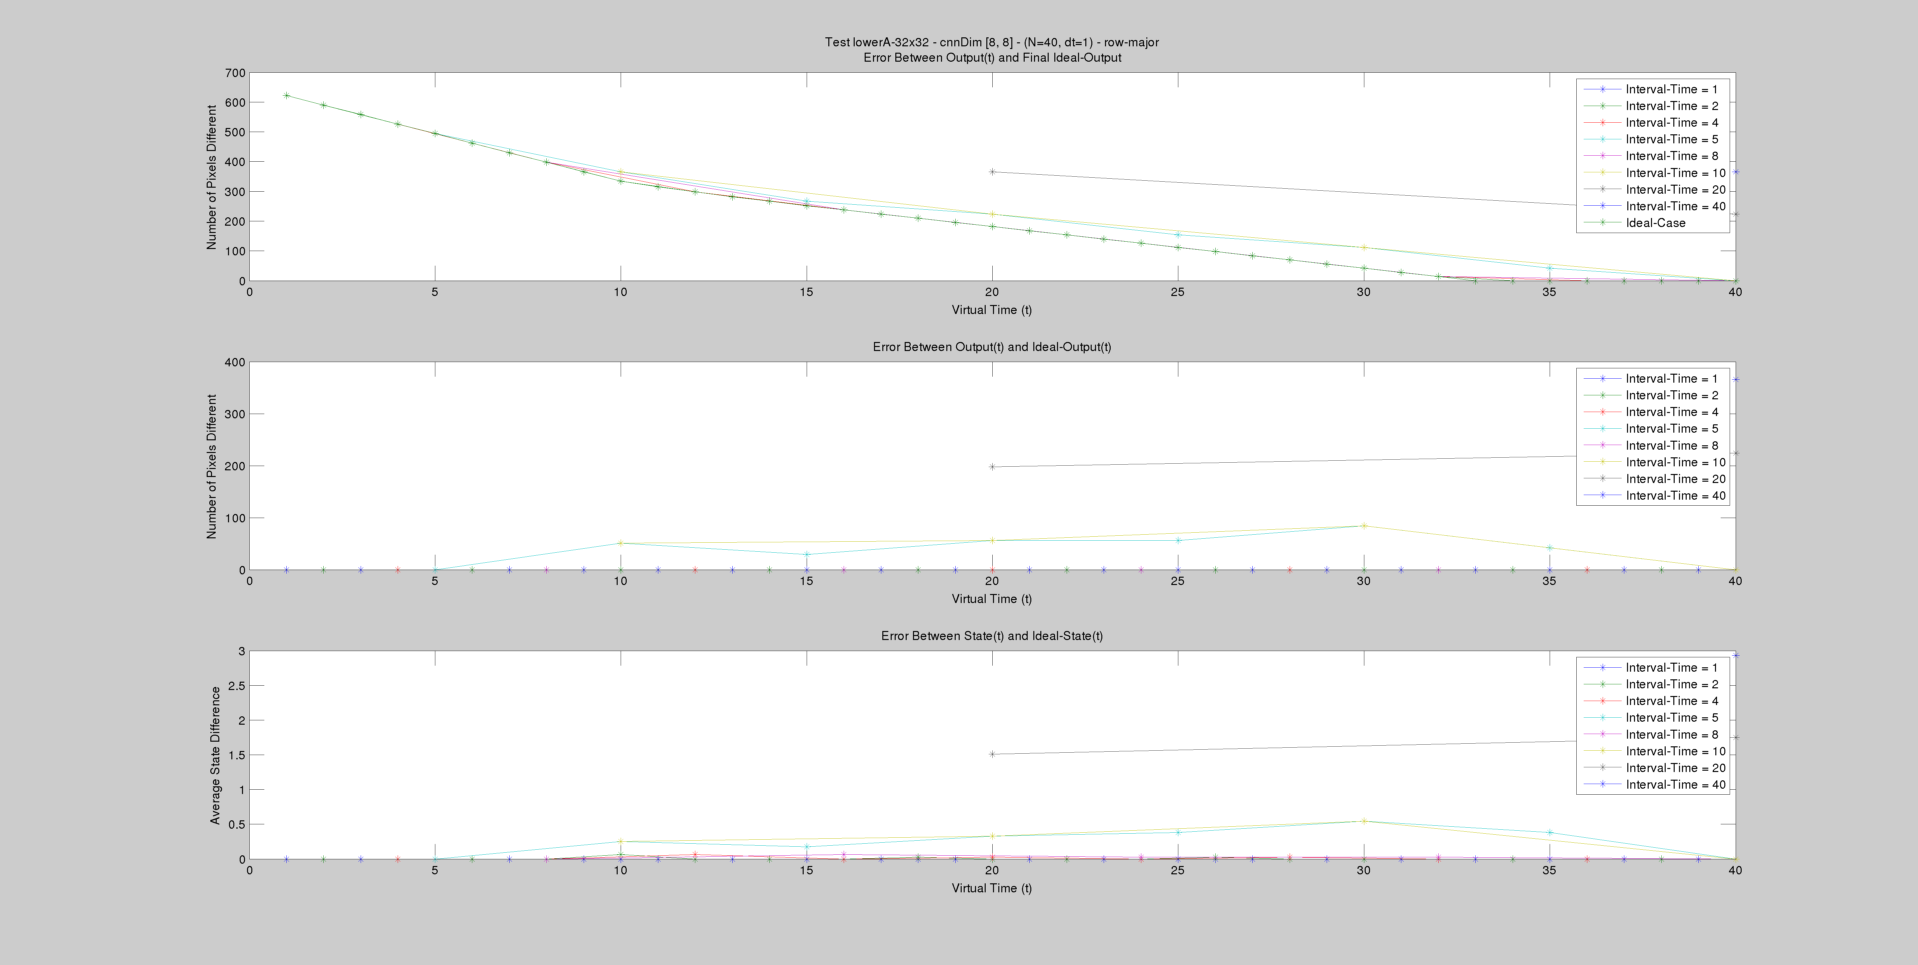 Test lowerA-32x32 - cnnDim [8, 8] - (N=40, dt=1) - row-major
Error Between Output(t) and Final Ideal-Output
Number of Pixels Different
700
600
500
400
300
200
100
0
0 5 10 15 20 25 30 35 40
Virtual Time (t)
Interval-Time = 1
Interval-Time = 2
Interval-Time = 4
Interval-Time = 5
Interval-Time = 8
Interval-Time = 10
Interval-Time = 20
Interval-Time = 40
Ideal-Case
Error Between Output(t) and Ideal-Output(t)
Number of Pixels Different
400
300
200
100
0
0 5 10 15 20 25 30 35 40
Virtual Time (t)
Interval-Time = 1
Interval-Time = 2
Interval-Time = 4
Interval-Time = 5
Interval-Time = 8
Interval-Time = 10
Interval-Time = 20
Interval-Time = 40
Error Between State(t) and Ideal-State(t)
Average State Difference
3
2.5
2
1.5
1
0.5
0
0 5 10 15 20 25 30 35 40
Virtual Time (t)
Interval-Time = 1
Interval-Time = 2
Interval-Time = 4
Interval-Time = 5
Interval-Time = 8
Interval-Time = 10
Interval-Time = 20
Interval-Time = 40